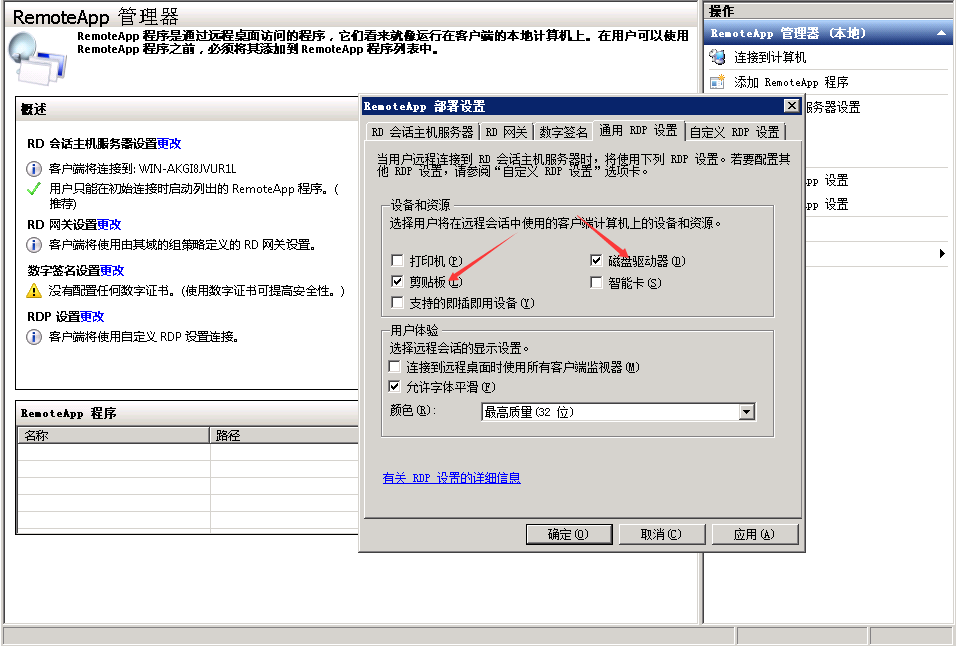 RemoteApp 管理器
RemoteApp 程序是通过远程桌面访问的程序，它们看来就像运行在客户端的本地计算机上。在用户可以使用
RemoteApp 程序之前，必须将其添加到 RemoteApp 程序列表中。
概述
RD 会话主机服务器设置更改
客户端将连接到: WIN-AKGI8JVUR1L
用户只能在初始连接时启动列出的 RemoteApp 程序。(
推荐)
RD 网关设置更改
客户端将使用由其域的组策略定义的 RD 网关设置。
数字签名设置更改
没有配置任何数字证书。(使用数字证书可提高安全性。)
RDP 设置更改
客户端将使用自定义 RDP 设置连接。
RemoteApp 程序
名称 路径
RemoteApp 部署设置
RD 会话主机服务器 RD 网关 数字签名 通用 RDP 设置 自定义 RDP 设置
当用户远程连接到 RD 会话主机服务器时，将使用下列 RDP 设置。若要配置其
他 RDP 设置，请参阅“自定义 RDP 设置”选项卡。
设备和资源
选择用户将在远程会话中使用的客户端计算机上的设备和资源。
打印机(P) 磁盘驱动器(D)
剪贴板(L) 智能卡(S)
支持的即插即用设备(Y)
用户体验
选择远程会话的显示设置。
连接到远程桌面时使用所有客户端监视器(M)
允许字体平滑(F)
颜色(R): 最高质量(32 位)
有关 RDP 设置的详细信息
确定(O) 取消(C) 应用(A)
操作
RemoteApp 管理器 (本地)
连接到计算机
添加 RemoteApp 程序
务器设置
pp 设置
pp 设置